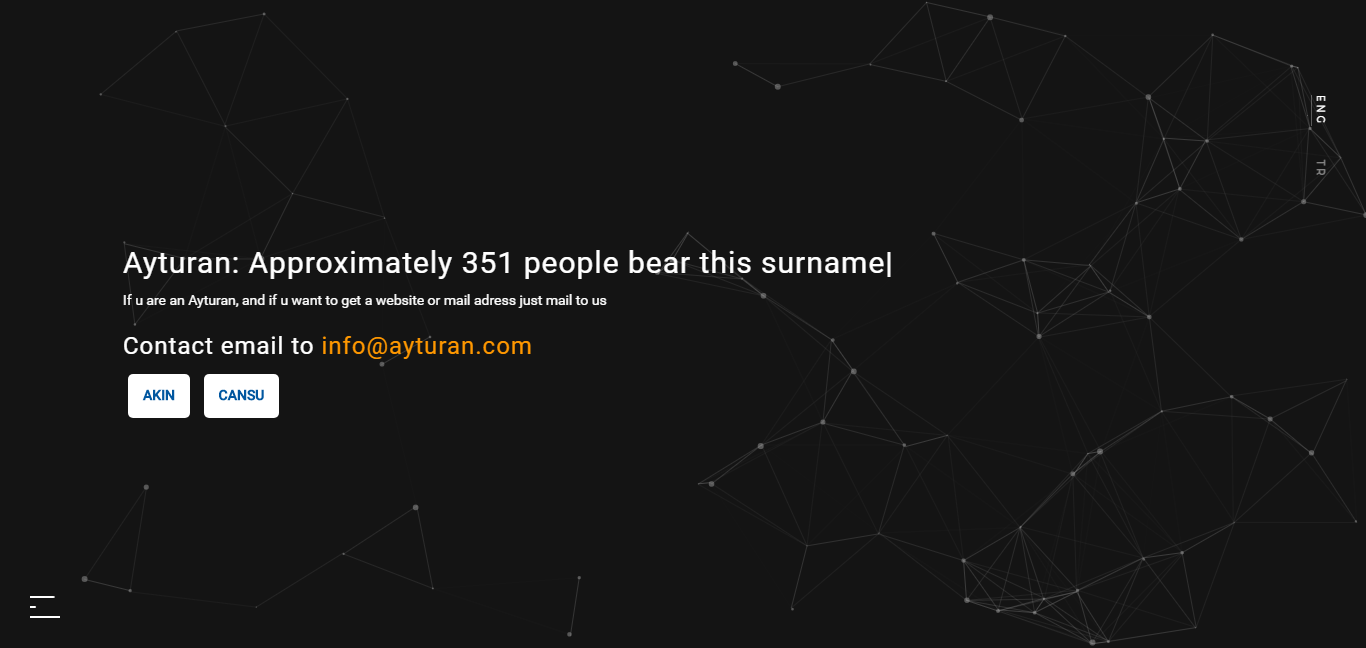 ENG
TR
Ayturan: Approximately 351 people bear this surname|
If u are an Ayturan, and if u want to get a website or mail adress just mail to us
Contact email to info@ayturan.com
AKIN
CANSU